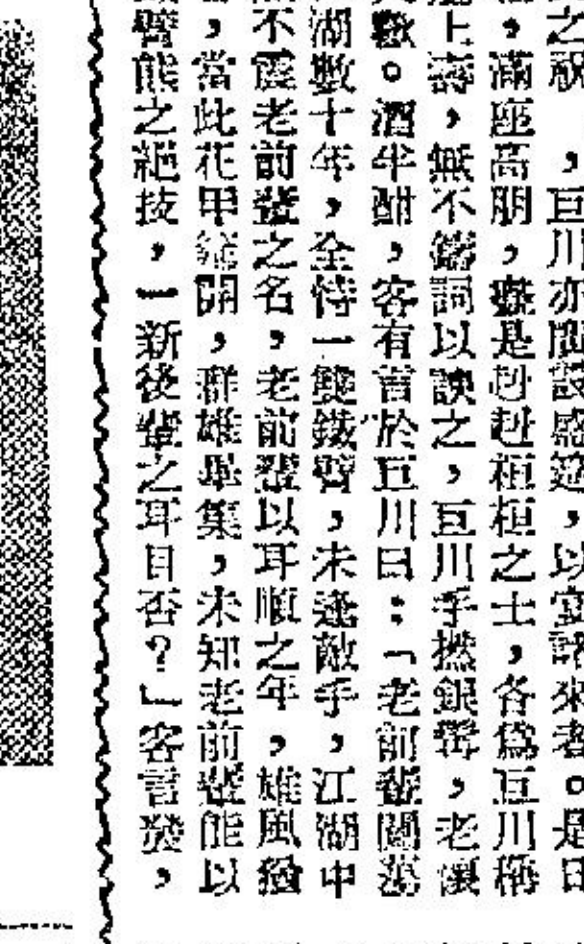 之祝　，巨川亦開設盛筵，以宴諸來者。是日
，滿座高朋，是赳赳桓桓之士，各爲巨川稱
上壽，無不鑄詞以諛之，巨川手撚銀髯，老懷
歡。酒半酣，客有言於巨川曰：「老前輩闖蕩
湖數十年，全恃一雙鐵臂，未逢敵手，江湖中
不震老前輩之名，老前輩以耳順之年，雄風猶
，當此花甲筵開，群雄畢集，未知老前輩能以
臂熊之絕技，一新後輩之耳目否？」客言發，